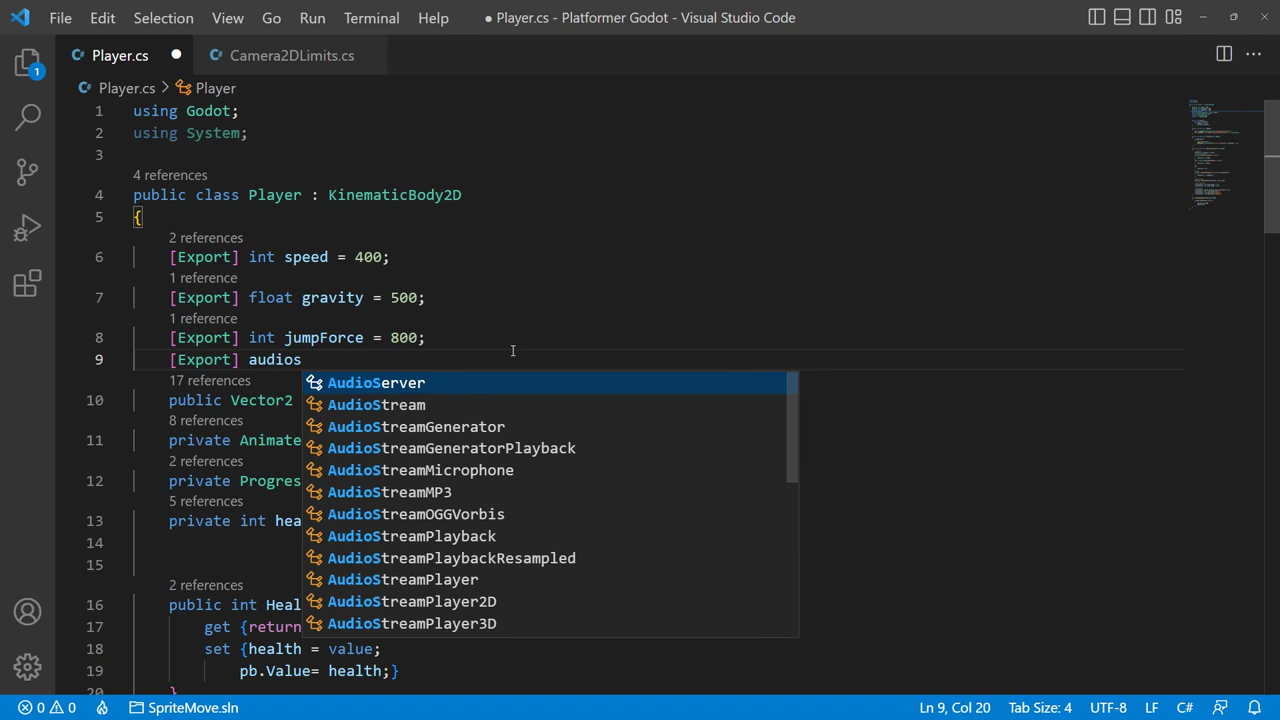 File Edit Selection View Go Run Terminal Help ● Player.cs - Platformer Godot - Visual Studio Code
Player.cs Camera2DLimits.cs
Player.cs > Player
1 using Godot;
2 using System;
3
4 references
4 public class Player : KinematicBody2D
5 {
2 references
6 [Export] int speed = 400;
1 reference
7 [Export] float gravity = 500;
1 reference
8 [Export] int jumpForce = 800;
9 [Export] audios
17 references
AudioServer
10 public Vector2
AudioStream
8 references
AudioStreamGenerator
11 private Animate
AudioStreamGeneratorPlayback
2 references
AudioStreamMicrophone
12 private Progres
AudioStreamMP3
5 references
AudioStreamOGGVorbis
13 private int hea
AudioStreamPlayback
14
AudioStreamPlaybackResampled
15
AudioStreamPlayer
2 references
AudioStreamPlayer2D
16 public int Heal
AudioStreamPlayer3D
17 get {return
18 set {health = value;
19 pb.Value= health;}
20 }
1
0 0 SpriteMove.sln Ln 9, Col 20 Tab Size: 4 UTF-8 LF C#